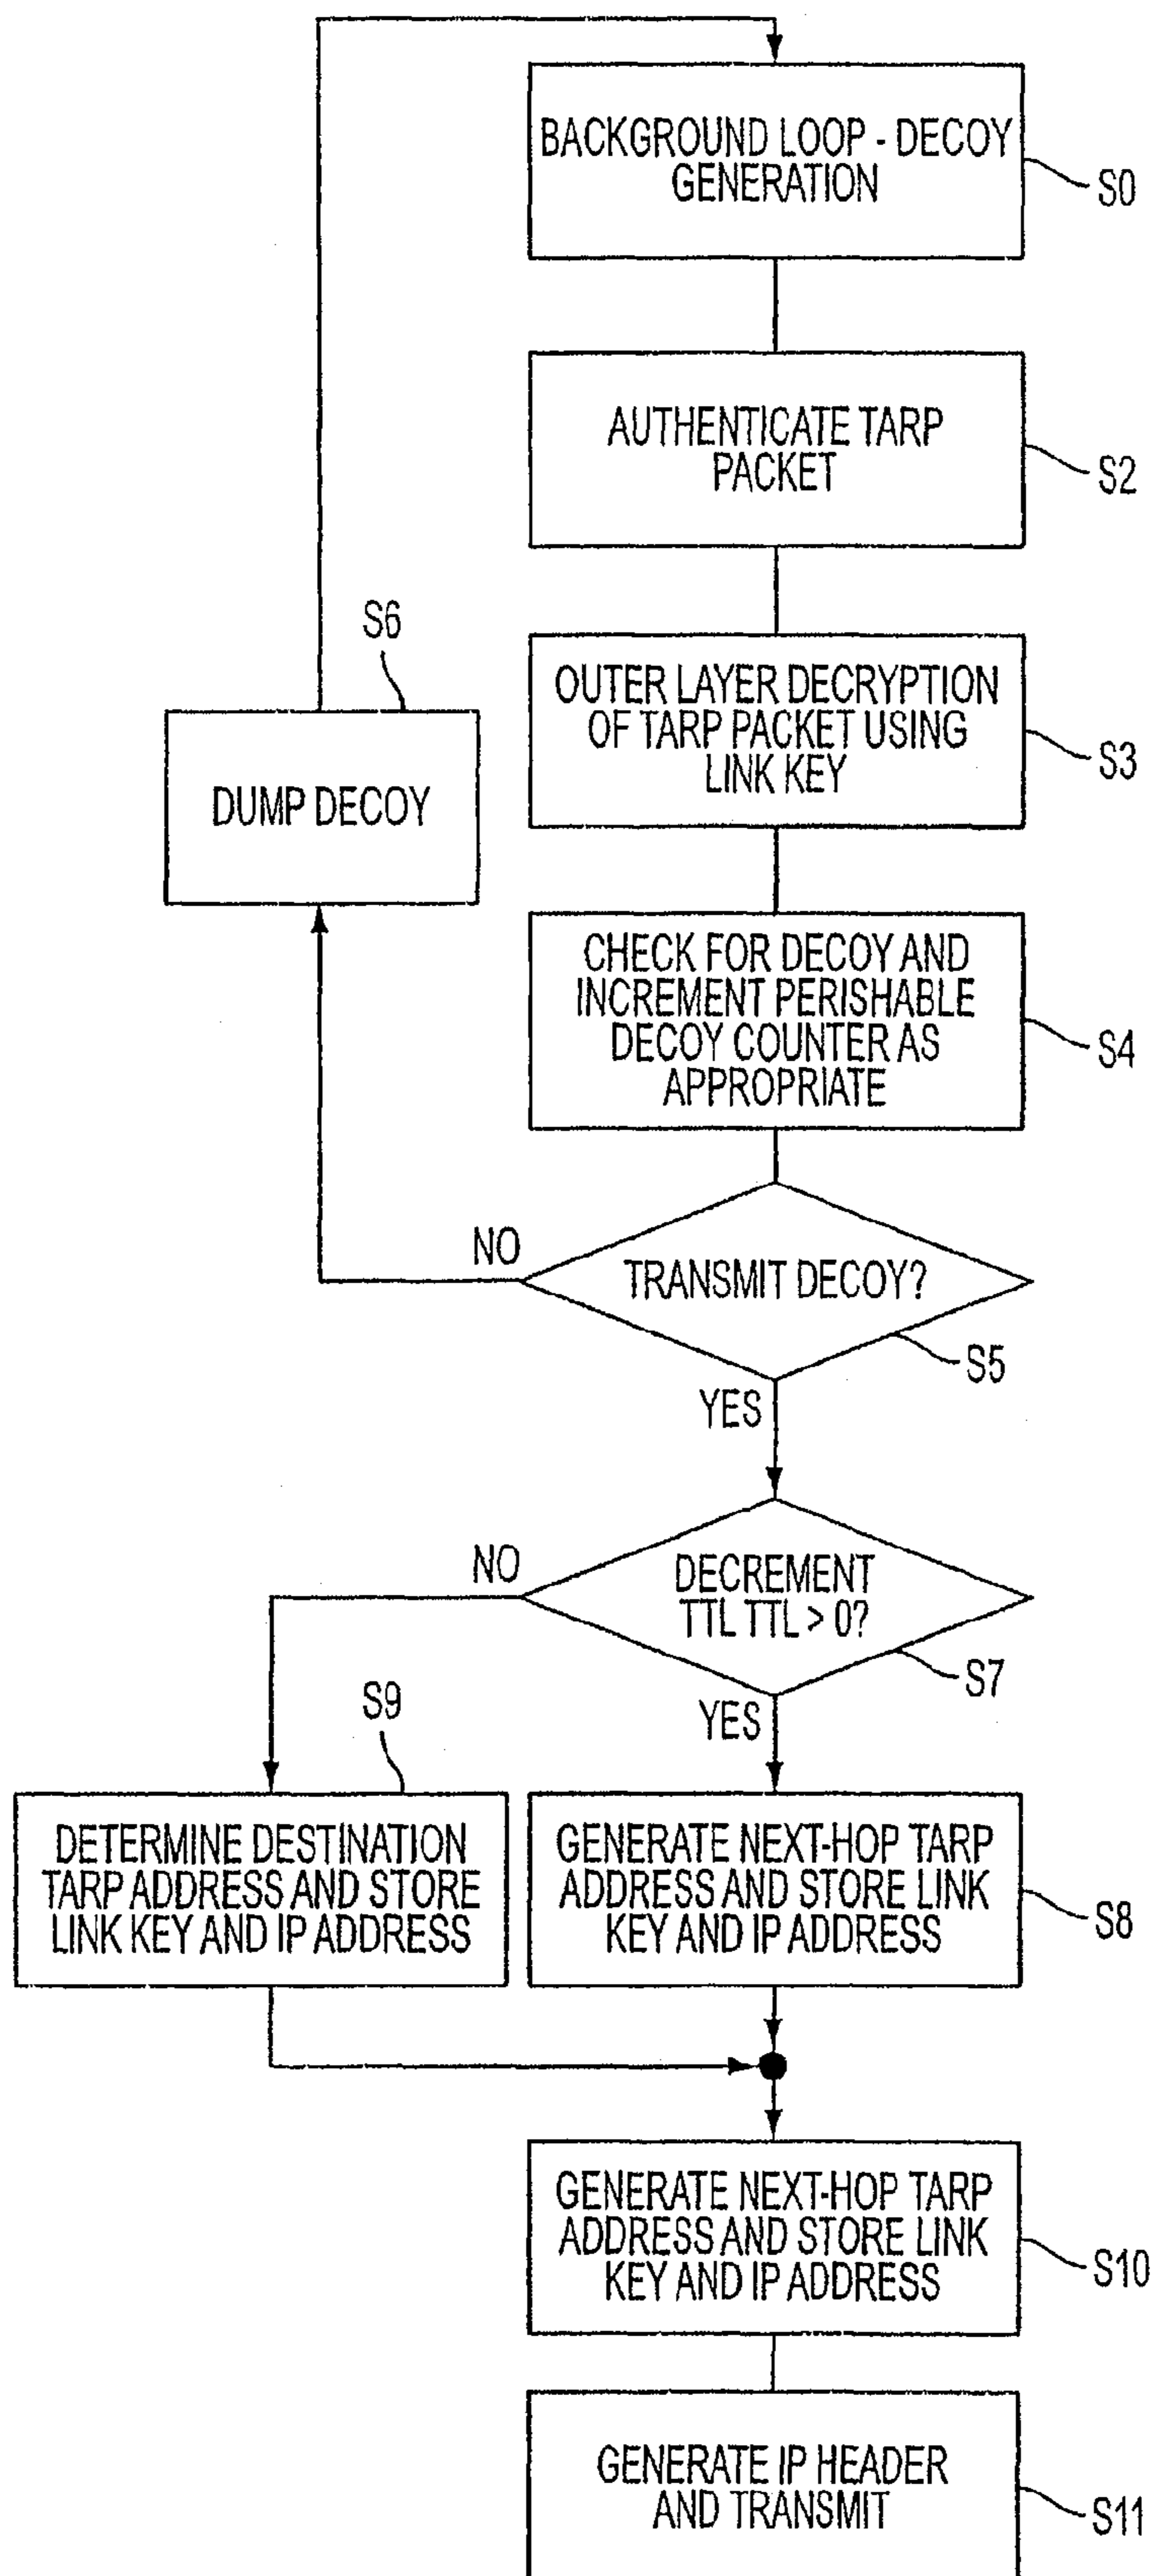 BACKGROUND LOOP - DECOY
GENERATION
S0
AUTHENTICATE TARP
PACKET
S2
OUTER LAYER DECRYPTION
OF TARP PACKET USING
LINK KEY
S3
S6
DUMP DECOY
CHECK FOR DECOY AND
INCREMENT PERISHABLE
DECOY COUNTER AS
APPROPRIATE
S4
NO
TRANSMIT DECOY?
S5
YES
NO
DECREMENT
TTL TTL > 0?
S7
YES
S9
DETERMINE DESTINATION
TARP ADDRESS AND STORE
LINK KEY AND IP ADDRESS
GENERATE NEXT-HOP TARP
ADDRESS AND STORE LINK
KEY AND IP ADDRESS
S8
GENERATE NEXT-HOP TARP
ADDRESS AND STORE LINK
KEY AND IP ADDRESS
S10
GENERATE IP HEADER
AND TRANSMIT
S11